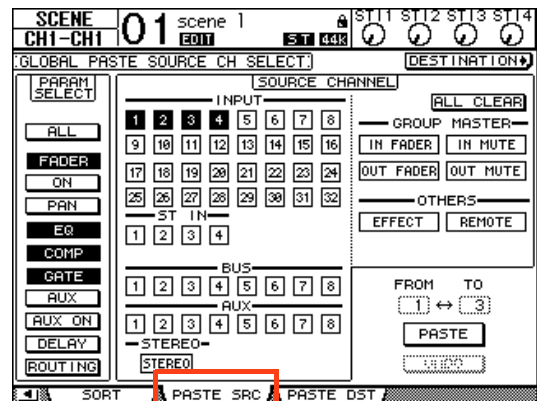 SCENE
CH1-CH1
01 scene 1
EDIT ST 44K
ST1 ST2 ST3 ST4
GLOBAL PASTE SOURCE CH SELECT
DESTINATION
PARAM SELECT
ALL
FADER
ON
PAN
EQ
COMP
GATE
AUX
AUX ON
DELAY
ROUTING
SOURCE CHANNEL
INPUT
1 2 3 4 5 6 7 8
9 10 11 12 13 14 15 16
17 18 19 20 21 22 23 24
25 26 27 28 29 30 31 32
ST IN
1 2 3 4
BUS
1 2 3 4 5 6 7 8
AUX
1 2 3 4 5 6 7 8
STEREO
STEREO
ALL CLEAR
GROUP MASTER
IN FADER IN MUTE
OUT FADER OUT MUTE
OTHERS
EFFECT REMOTE
FROM TO
1 ↔ 3
PASTE
UNDO
SORT PASTE SRC PASTE DST